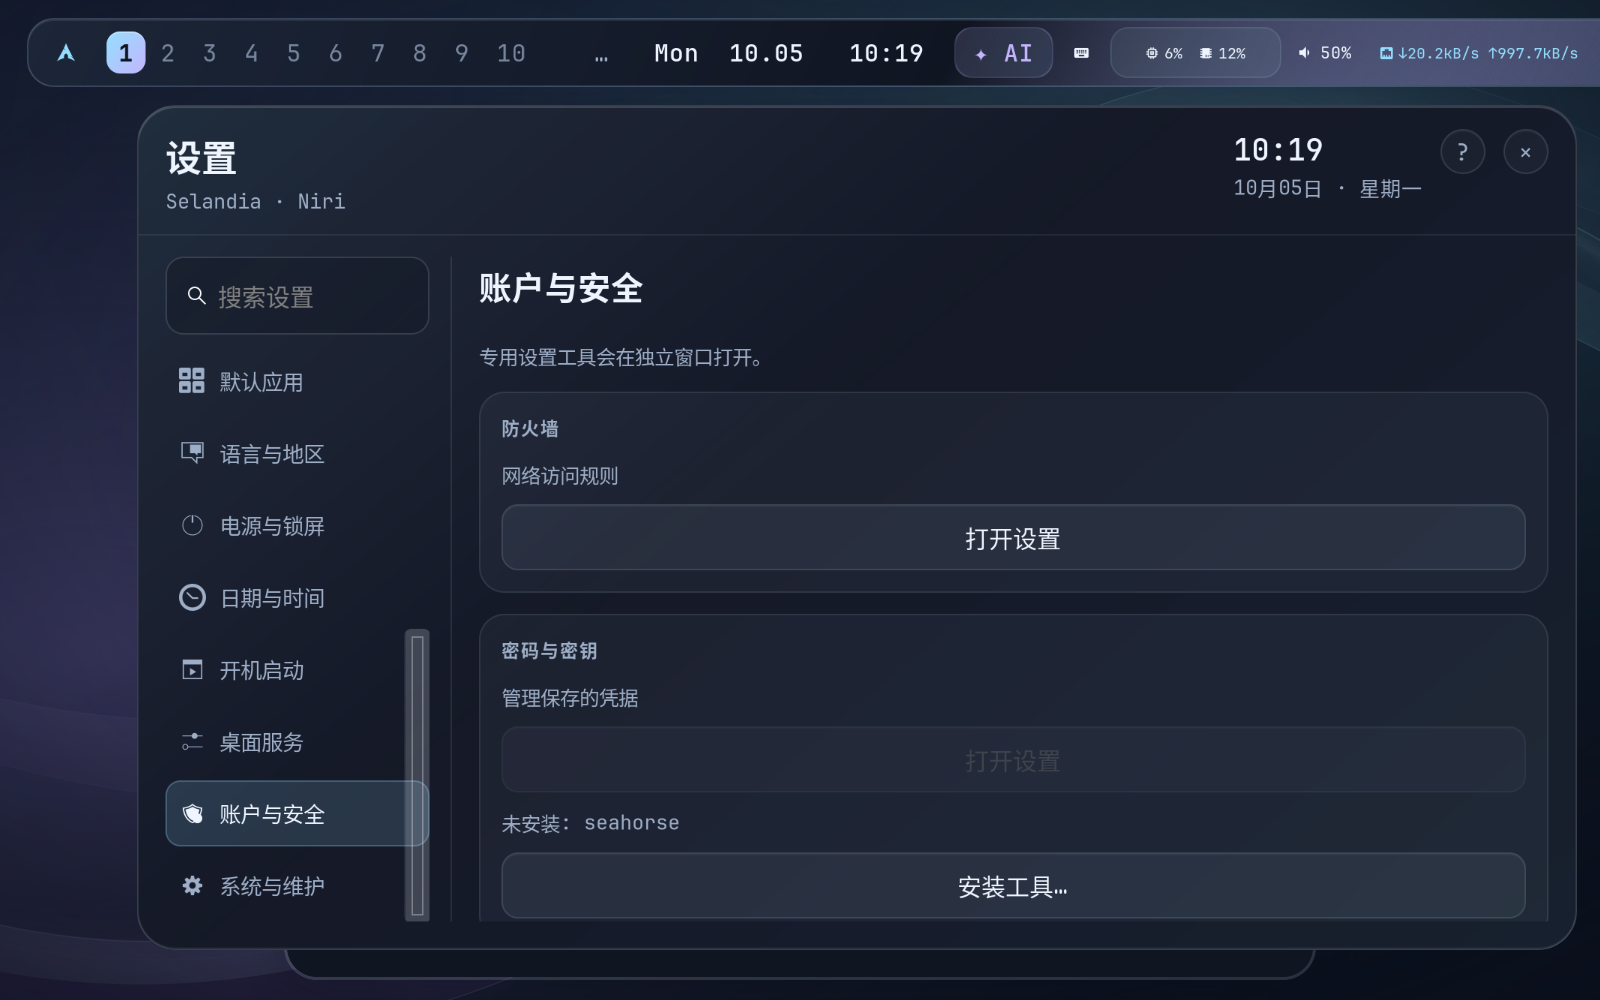 1 2 3 4 5 6 7 8 9 10 … Mon 10.05 10:19 AI 6% 12% 50% ↓20.2kB/s ↑997.7kB/s
设置
Selandia · Niri
10:19
10月05日 · 星期一
?
×
搜索设置
默认应用
语言与地区
电源与锁屏
日期与时间
开机启动
桌面服务
账户与安全
系统与维护
账户与安全
专用设置工具会在独立窗口打开。
防火墙
网络访问规则
打开设置
密码与密钥
管理保存的凭据
打开设置
未安装: seahorse
安装工具…